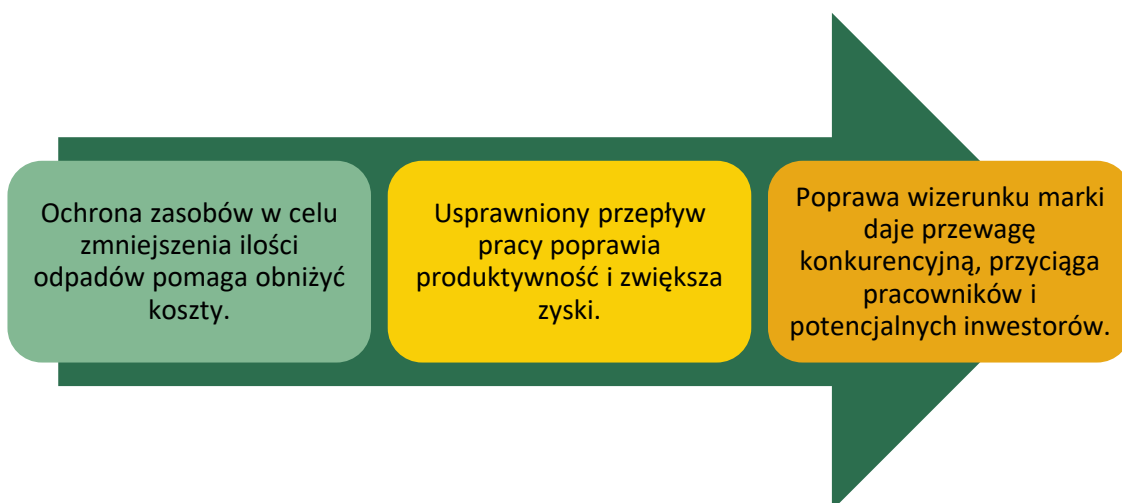 Ochrona zasobów w celu
zmniejszenia ilości
odpadów pomaga obniżyć
koszty.
Usprawniony przepływ
pracy poprawia
produktywność i zwiększa
zyski.
Poprawa wizerunku marki
daje przewagę
konkurencyjną, przyciąga
pracowników i
potencjalnych inwestorów.